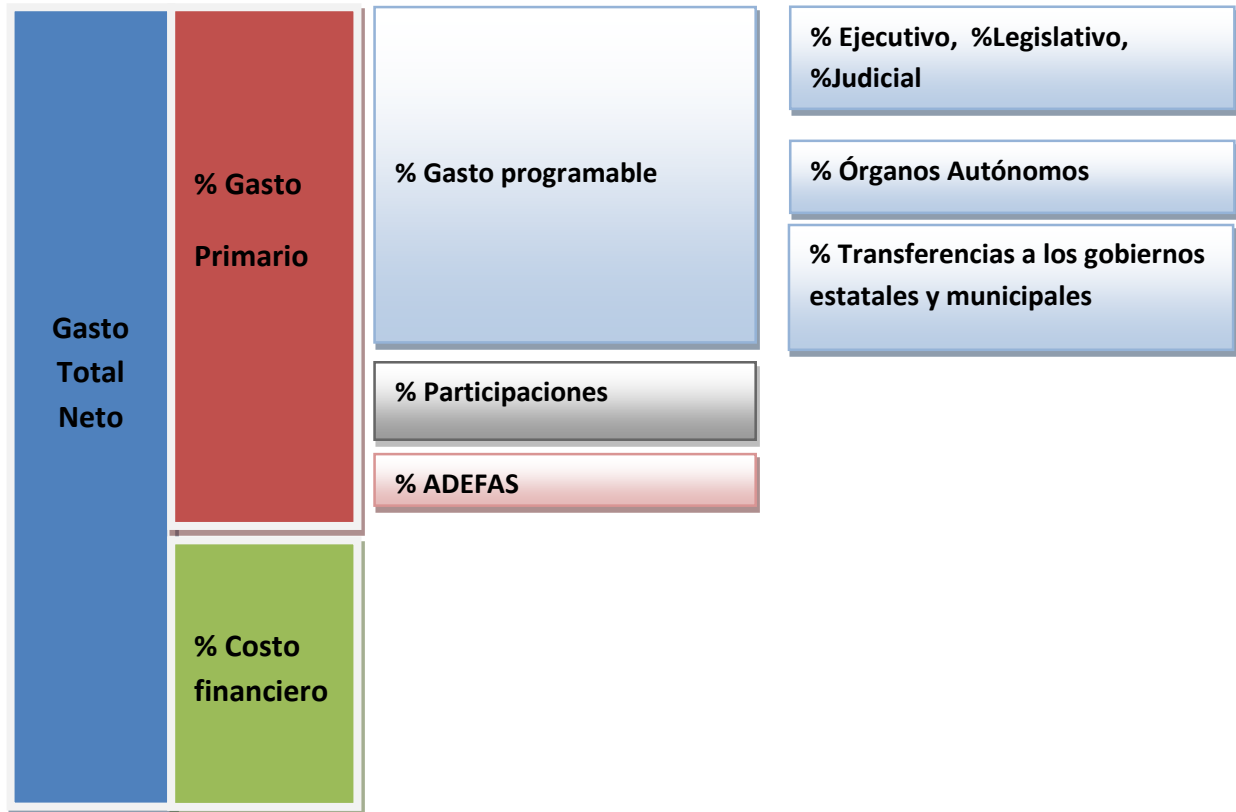 Gasto
Total
Neto
% Gasto
Primario
% Costo
financiero
% Gasto programable
% Participaciones
% ADEFAS
% Ejecutivo,  %Legislativo,
%Judicial
% Órganos Autónomos
% Transferencias a los gobiernos
estatales y municipales